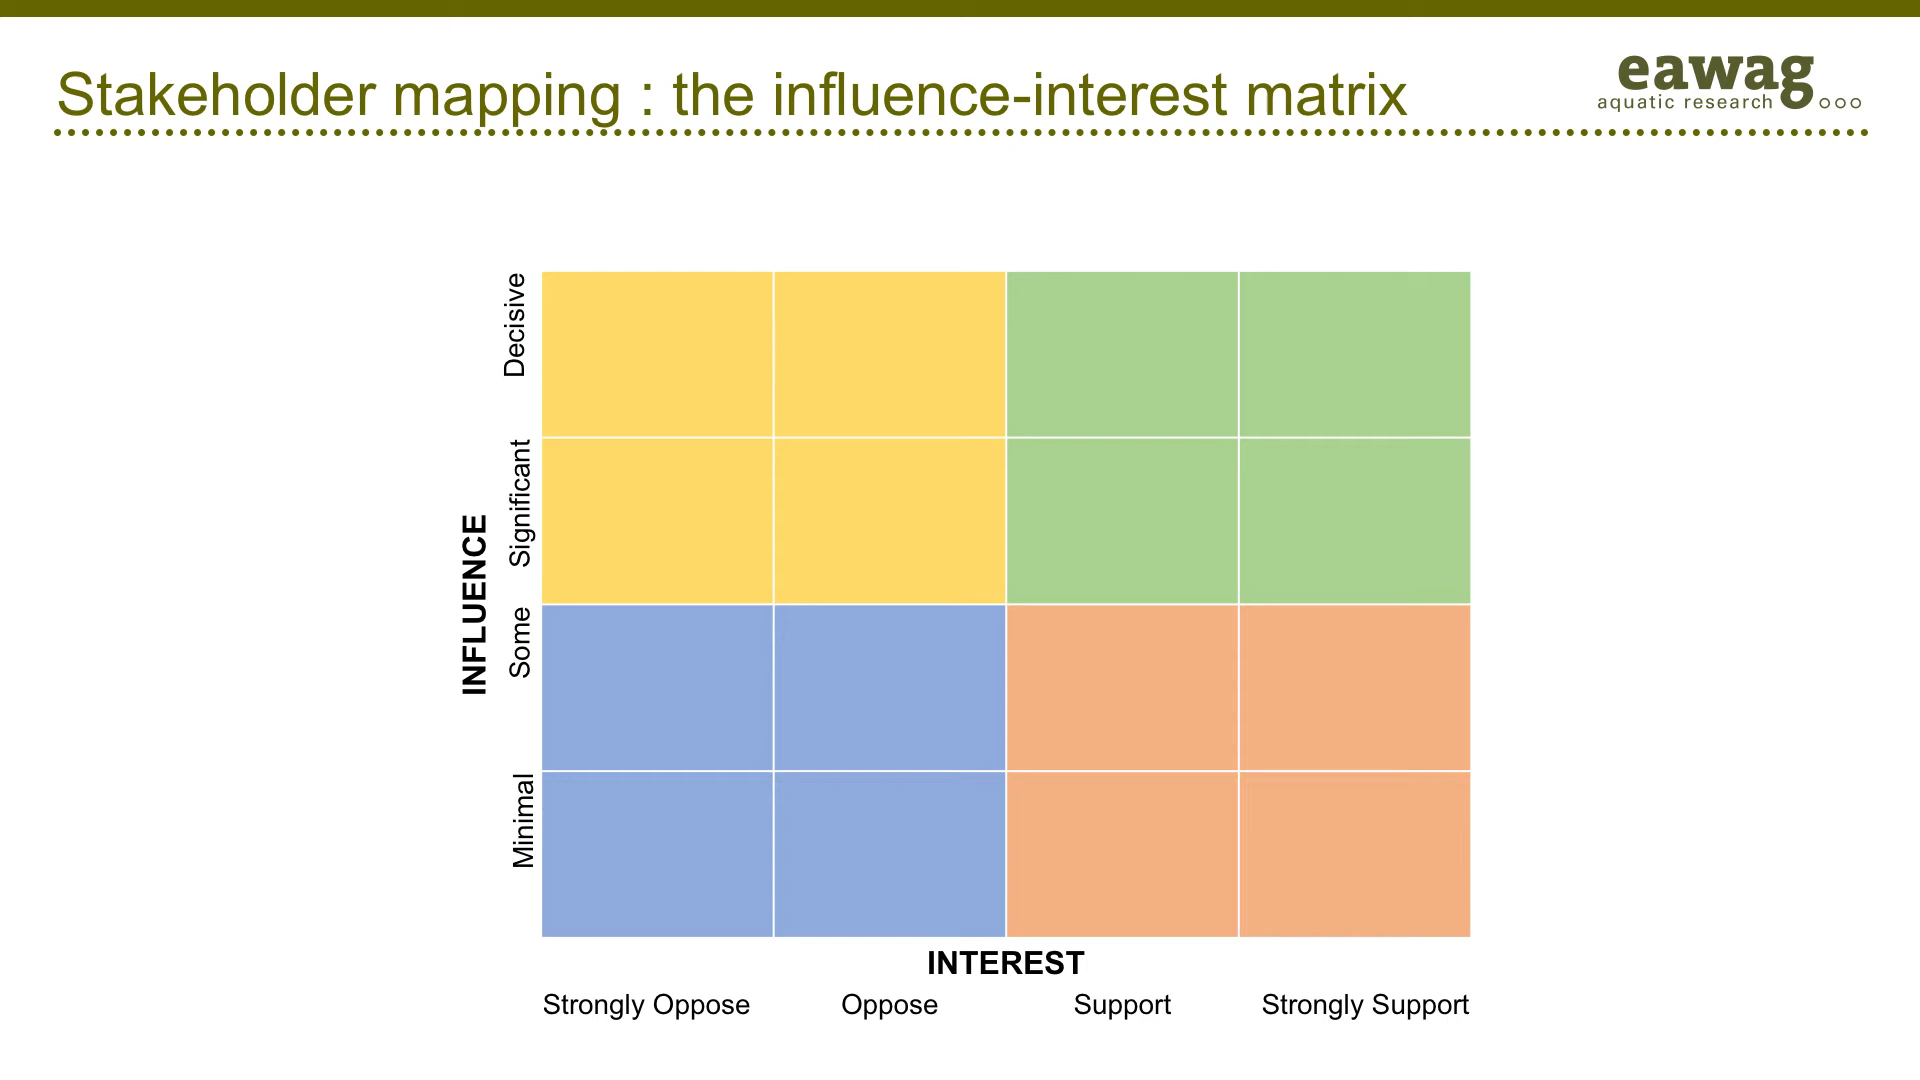 Stakeholder mapping : the influence-interest matrix
eawag
aquatic research
INFLUENCE
Decisive
Significant
Some
Minimal
INTEREST
Strongly Oppose Oppose Support Strongly Support